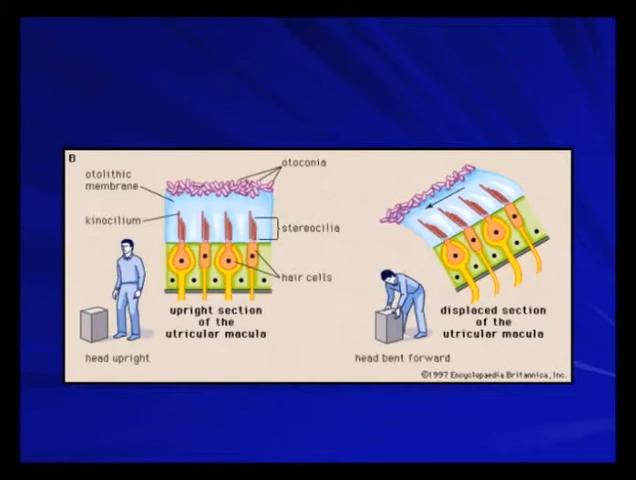 B
otoconia
otolithic
membrane
kinocilium
stereocilia
hair cells
upright section
of the
utricular macula
head upright
displaced section
of the
utricular macula
head bent forward
©1997 Encyclopaedia Britannica, Inc.